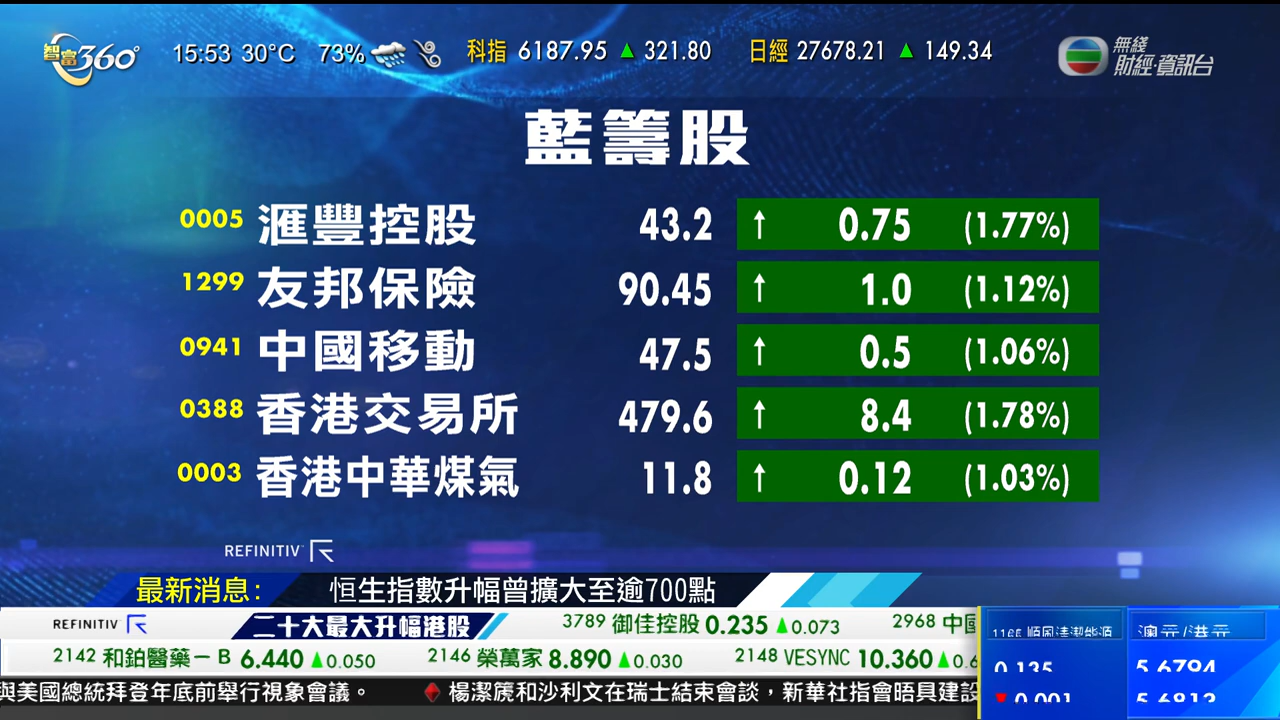 智富360°
15:53 30°C 73% 科指 6187.95 ▲ 321.80 日經 27678.21 ▲ 149.34
無綫
財經·資訊台
藍籌股
0005 滙豐控股 43.2 ↑ 0.75 (1.77%)
1299 友邦保險 90.45 ↑ 1.0 (1.12%)
0941 中國移動 47.5 ↑ 0.5 (1.06%)
0388 香港交易所 479.6 ↑ 8.4 (1.78%)
0003 香港中華煤氣 11.8 ↑ 0.12 (1.03%)
REFINITIV
最新消息: 恒生指數升幅曾擴大至逾700點
REFINITIV 二十大最大升幅港股 3789 御佳控股 0.235 ▲0.073 2968 中
2142 和鉑醫藥－B 6.440 ▲0.050 2146 榮萬家 8.890 ▲0.030 2148 VESYNC 10.360 ▲0.
與美國總統拜登年底前舉行視象會議。 楊潔篪和沙利文在瑞士結束會談，新華社指會晤具建設
澳元/港元
0.135
▼0.001